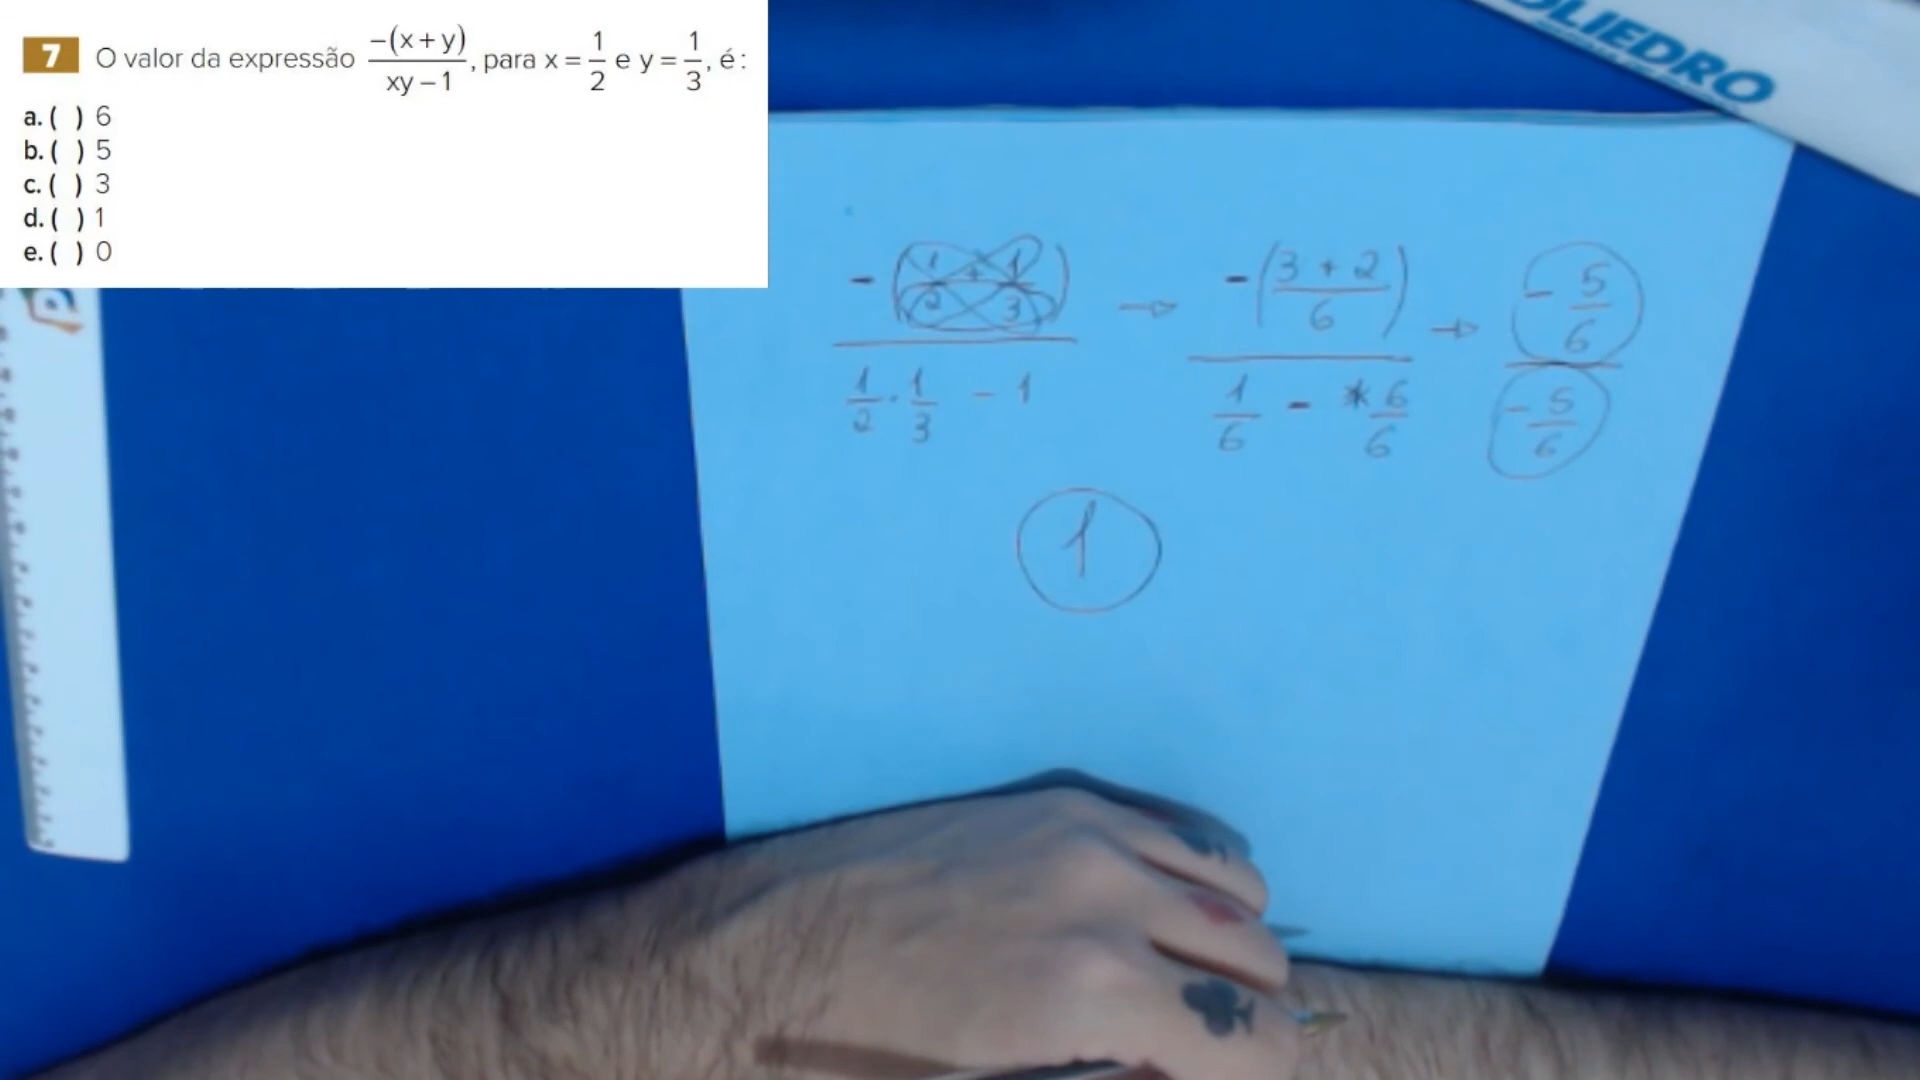 7 O valor da expressão -(x+y)/(xy-1), para x = 1/2 e y = 1/3, é:
a. ( ) 6
b. ( ) 5
c. ( ) 3
d. ( ) 1
e. ( ) 0
OLIEDRO
-(1/2 + 1/3) / (1/2 · 1/3 - 1) → -((3 + 2)/6) / (1/6 - 6/6) → (-5/6) / (-5/6)
1